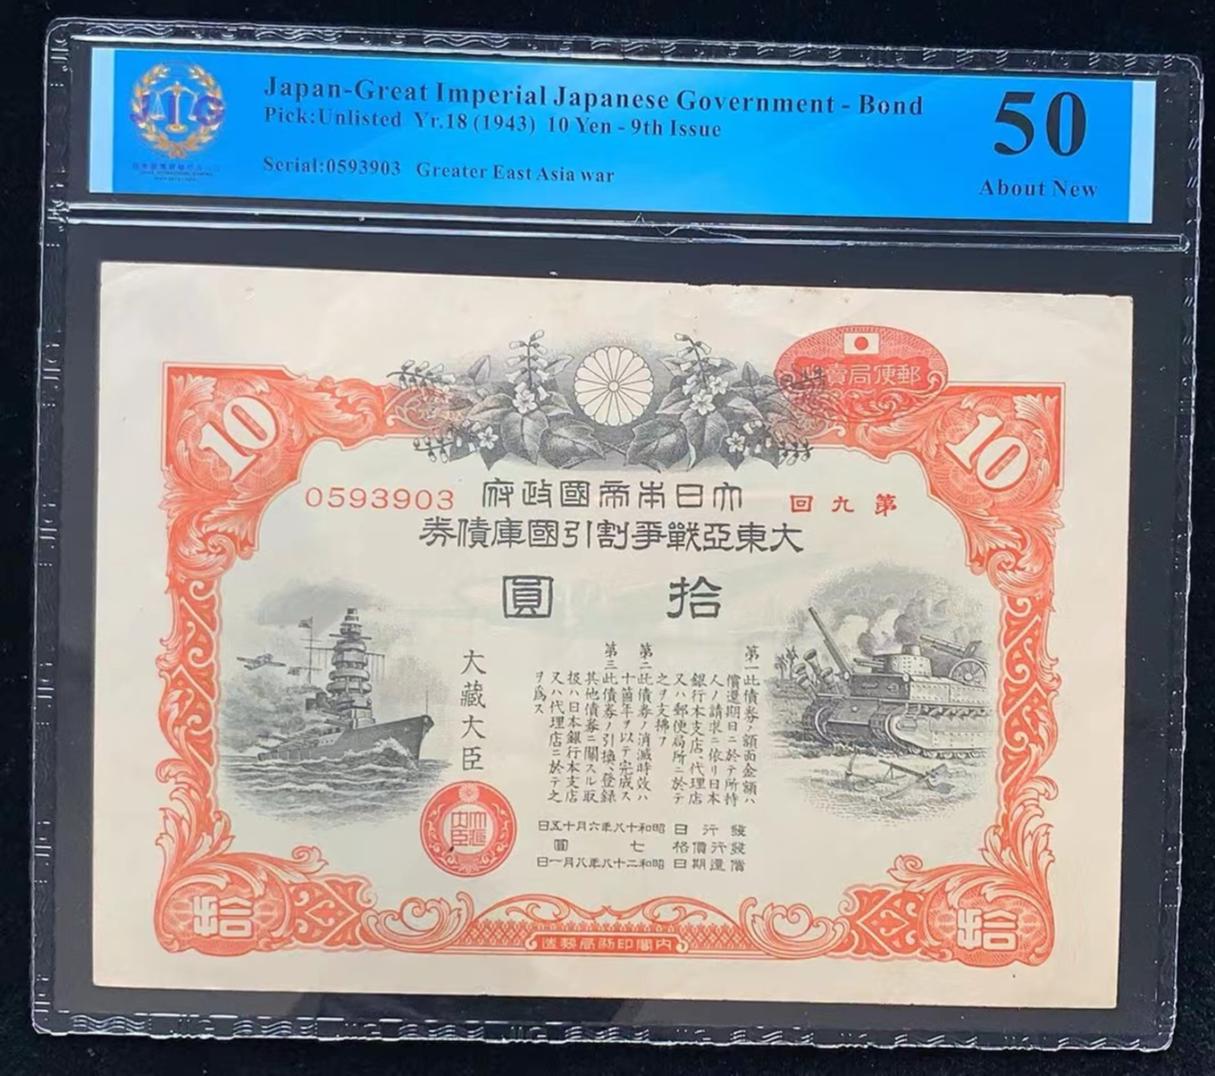 Japan-Great Imperial Japanese Government - Bond
Pick:Unlisted Yr.18 (1943) 10 Yen - 9th Issue
Serial:0593903 Greater East Asia war
50
About New
郵便局賣出
10
10
第九回
大日本帝國政府
0593903
大東亞戰爭割引國庫債券
拾圓
第一 此債券ノ額面金額ハ
償還期日ニ於テ所持
人ノ請求ニ依リ日本
銀行本支店、代理店
又ハ郵便局所ニ於テ
之ヲ支拂フ
第二 此債券ノ消滅時效ハ
十箇年ヲ以テ完成ス
第三 此債券ノ引換、登錄
其他債券ニ關スル取
扱ハ日本銀行本支店
又ハ代理店ニ於テ之
ヲ爲ス
大藏大臣
大藏大臣
發行日 昭和十八年六月十五日
發行價格 七圓
償還期日 昭和二十八年八月一日
拾
拾
內閣印刷局製造